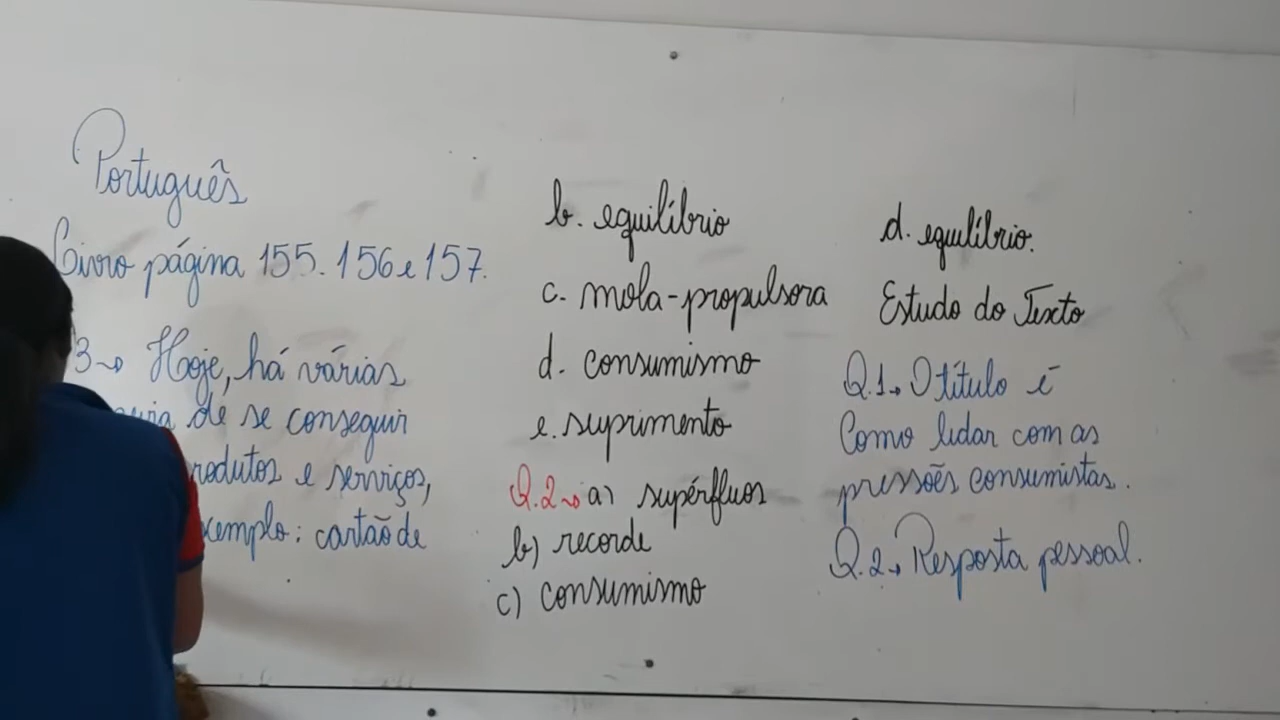 Português
Livro página 155. 156 e 157.
3→ Hoje, há várias
de se conseguir
produtos e serviços,
exemplo: cartão de
b. equilíbrio
c. mola-propulsora
d. consumismo
e. suprimento
Q.2→ a) supérfluos
b) recorde
c) consumismo
d. equilíbrio.
Estudo do Texto
Q.1→ O título é
Como lidar com as
pressões consumistas.
Q.2→ Resposta pessoal.